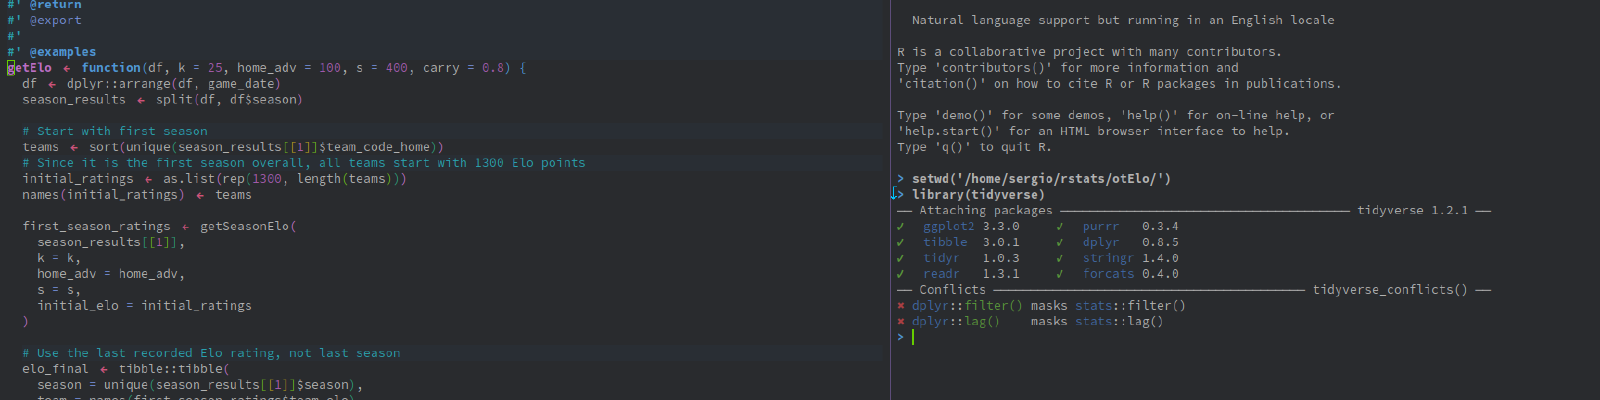 #' @return
#' @export
#'
#' @examples
getElo ← function(df, k = 25, home_adv = 100, s = 400, carry = 0.8) {
  df ← dplyr::arrange(df, game_date)
  season_results ← split(df, df$season)
  # Start with first season
  teams ← sort(unique(season_results[[1]]$team_code_home))
  # Since it is the first season overall, all teams start with 1300 Elo points
  initial_ratings ← as.list(rep(1300, length(teams)))
  names(initial_ratings) ← teams
  first_season_ratings ← getSeasonElo(
    season_results[[1]],
    k = k,
    home_adv = home_adv,
    s = s,
    initial_elo = initial_ratings
  )
  # Use the last recorded Elo rating, not last season
  elo_final ← tibble::tibble(
    season = unique(season_results[[1]]$season),
    team = names(first_season_ratings$team_elo)
  Natural language support but running in an English locale
R is a collaborative project with many contributors.
Type 'contributors()' for more information and
'citation()' on how to cite R or R packages in publications.
Type 'demo()' for some demos, 'help()' for on-line help, or
'help.start()' for an HTML browser interface to help.
Type 'q()' to quit R.
> setwd('/home/sergio/rstats/otElo/')
> library(tidyverse)
── Attaching packages ─────────────────────────────────────── tidyverse 1.2.1 ──
✓ ggplot2 3.3.0     ✓ purrr   0.3.4
✓ tibble  3.0.1     ✓ dplyr   0.8.5
✓ tidyr   1.0.3     ✓ stringr 1.4.0
✓ readr   1.3.1     ✓ forcats 0.4.0
── Conflicts ────────────────────────────────────────── tidyverse_conflicts() ──
✖ dplyr::filter() masks stats::filter()
✖ dplyr::lag()    masks stats::lag()
>